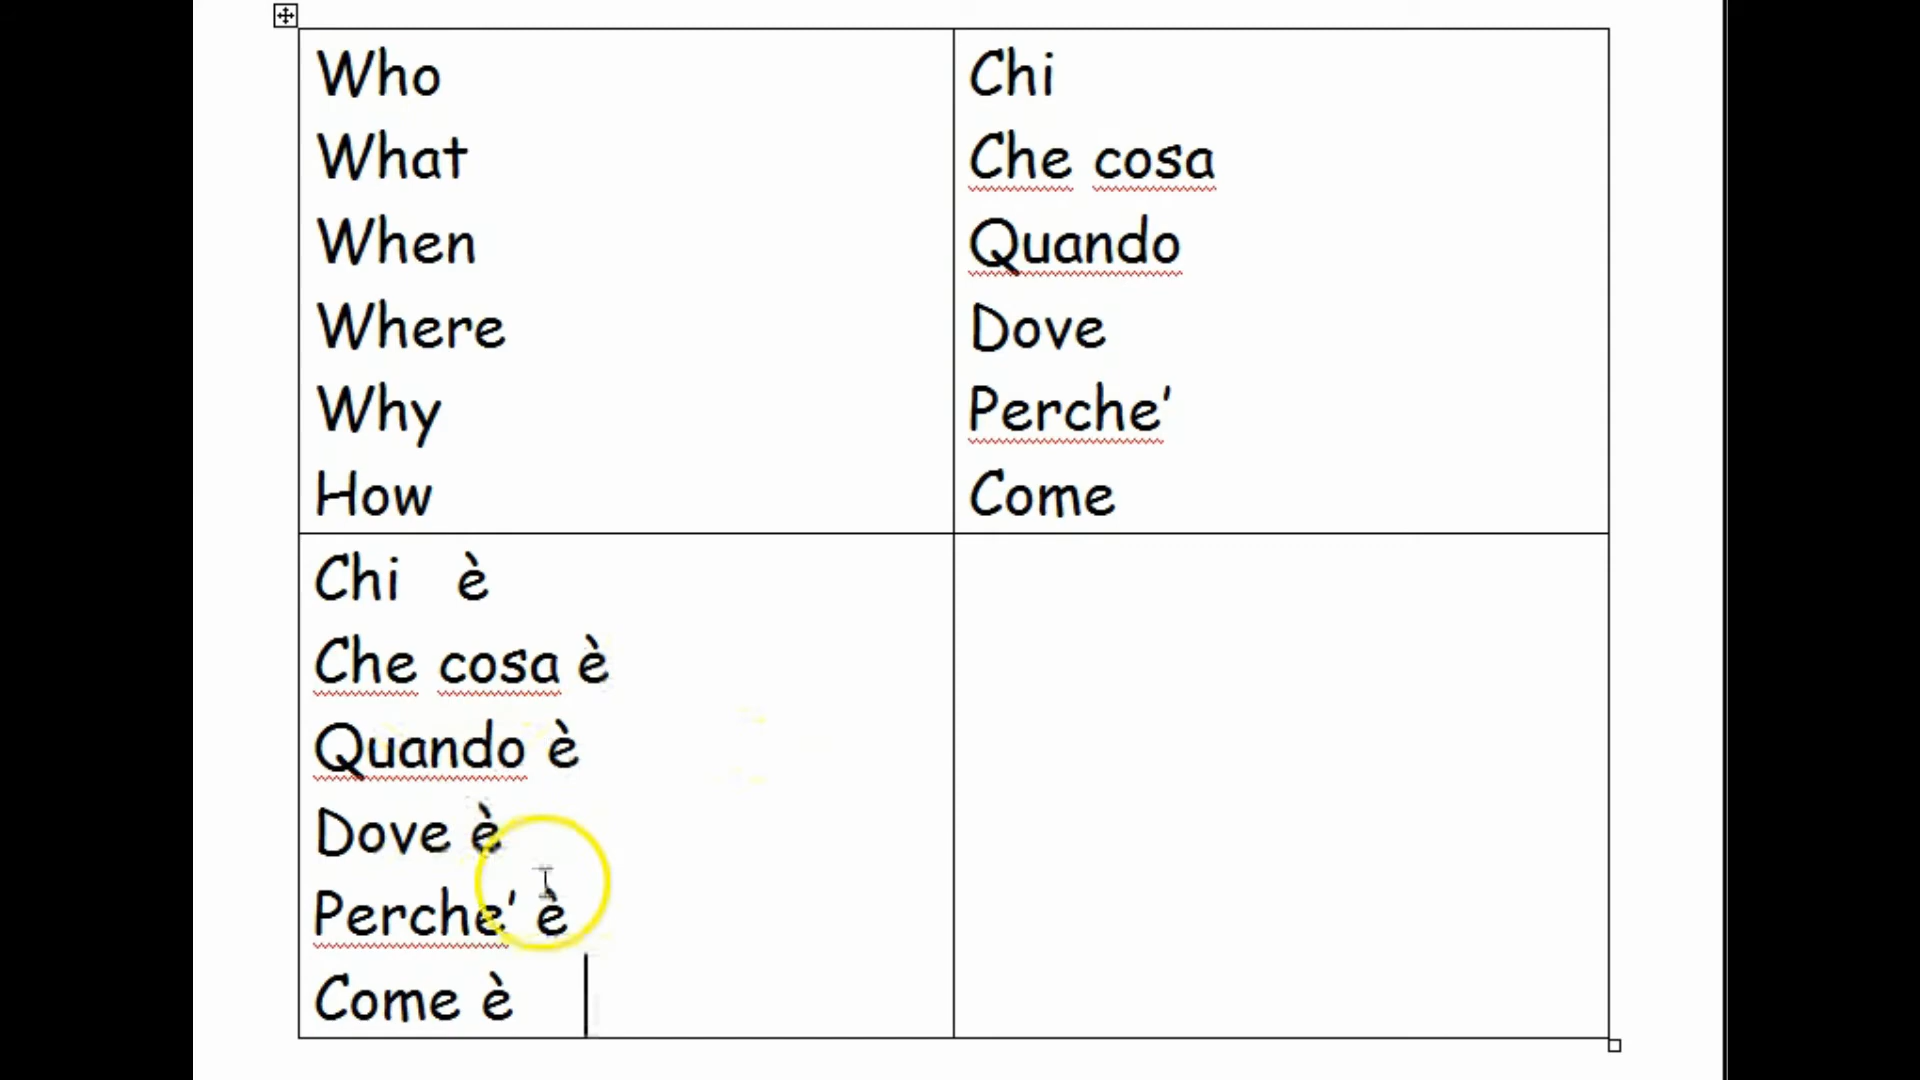 Who
What
When
Where
Why
How
Chi
Che cosa
Quando
Dove
Perche’
Come
Chi è
Che cosa è
Quando è
Dove è
Perche’ è
Come è